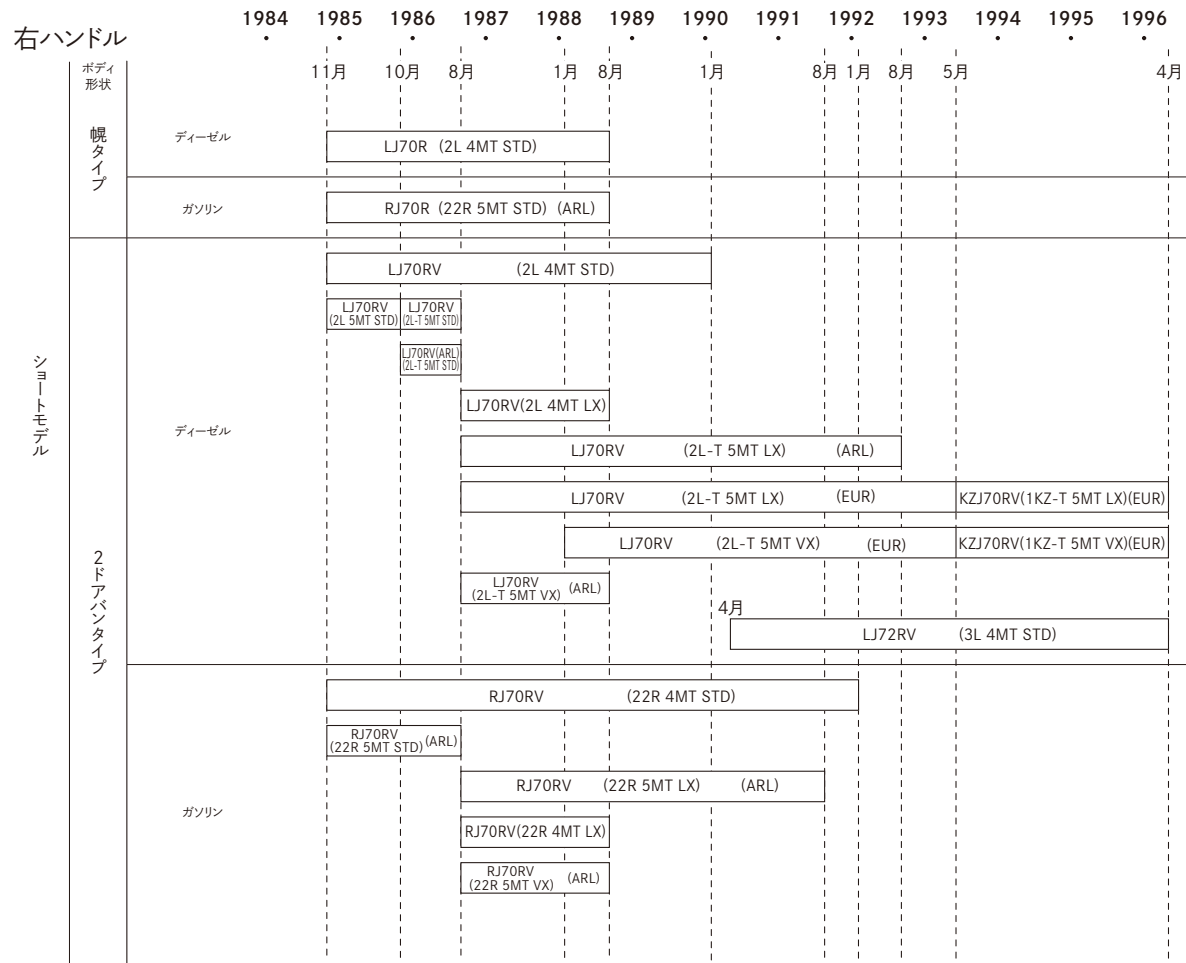 1984 1985 1986 1987 1988 1989 1990 1991 1992 1993 1994 1995 1996
右ハンドル
ボディ
形状
11月 10月 8月 1月 8月 1月 8月 1月 8月 5月 4月
ショートモデル
幌タイプ
ディーゼル
LJ70R (2L 4MT STD)
ガソリン
RJ70R (22R 5MT STD) (ARL)
2ドアバンタイプ
ディーゼル
LJ70RV (2L 4MT STD)
LJ70RV
(2L 5MT STD)
LJ70RV
(2L-T 5MT STD)
LJ70RV(ARL)
(2L-T 5MT STD)
LJ70RV(2L 4MT LX)
LJ70RV (2L-T 5MT LX) (ARL)
LJ70RV (2L-T 5MT LX) (EUR)
KZJ70RV(1KZ-T 5MT LX)(EUR)
LJ70RV (2L-T 5MT VX) (EUR)
KZJ70RV(1KZ-T 5MT VX)(EUR)
LJ70RV
(2L-T 5MT VX) (ARL)
4月
LJ72RV (3L 4MT STD)
ガソリン
RJ70RV (22R 4MT STD)
RJ70RV
(22R 5MT STD) (ARL)
RJ70RV (22R 5MT LX) (ARL)
RJ70RV(22R 4MT LX)
RJ70RV
(22R 5MT VX) (ARL)